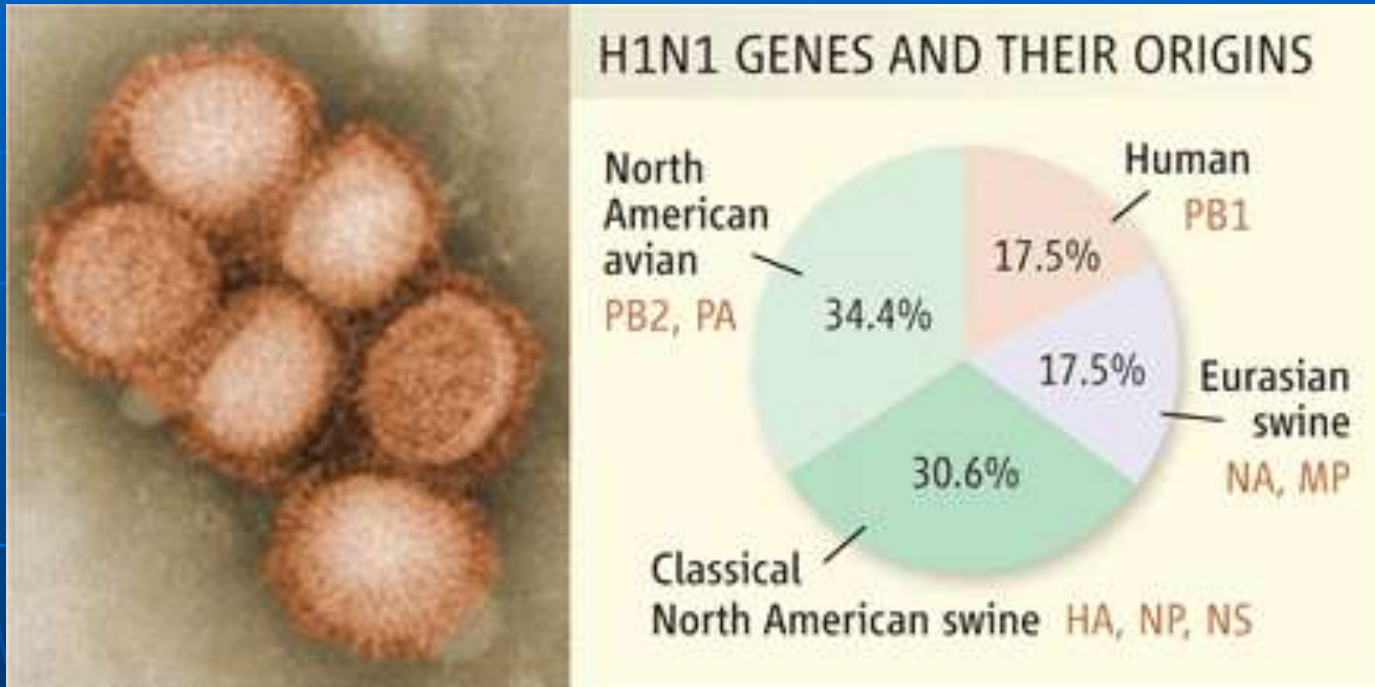 H1N1 GENES AND THEIR ORIGINS
North
American
avian
PB2, PA
34.4%
Human
PB1
17.5%
17.5%
Eurasian
swine
NA, MP
30.6%
Classical
North American swine HA, NP, NS